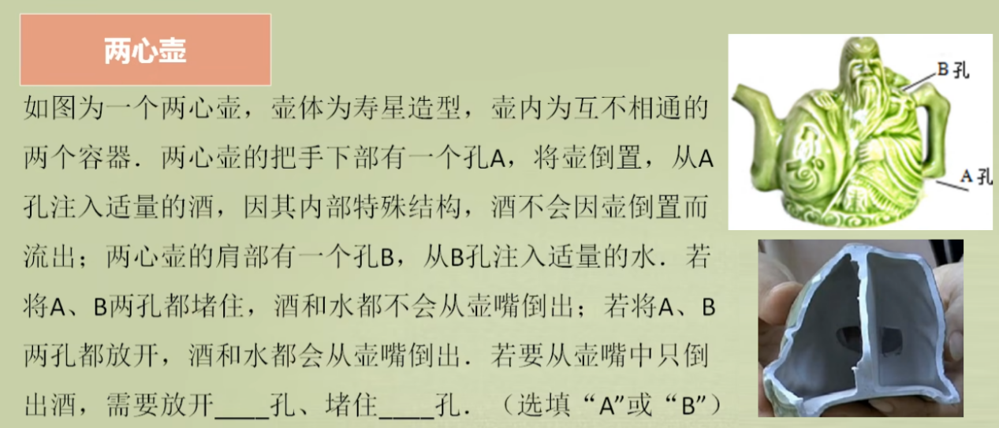 两心壶
如图为一个两心壶，壶体为寿星造型，壶内为互不相通的
两个容器．两心壶的把手下部有一个孔A，将壶倒置，从A
孔注入适量的酒，因其内部特殊结构，酒不会因壶倒置而
流出；两心壶的肩部有一个孔B，从B孔注入适量的水．若
将A、B两孔都堵住，酒和水都不会从壶嘴倒出；若将A、B
两孔都放开，酒和水都会从壶嘴倒出．若要从壶嘴中只倒
出酒，需要放开____孔、堵住____孔．（选填“A”或“B”）
B孔
A孔